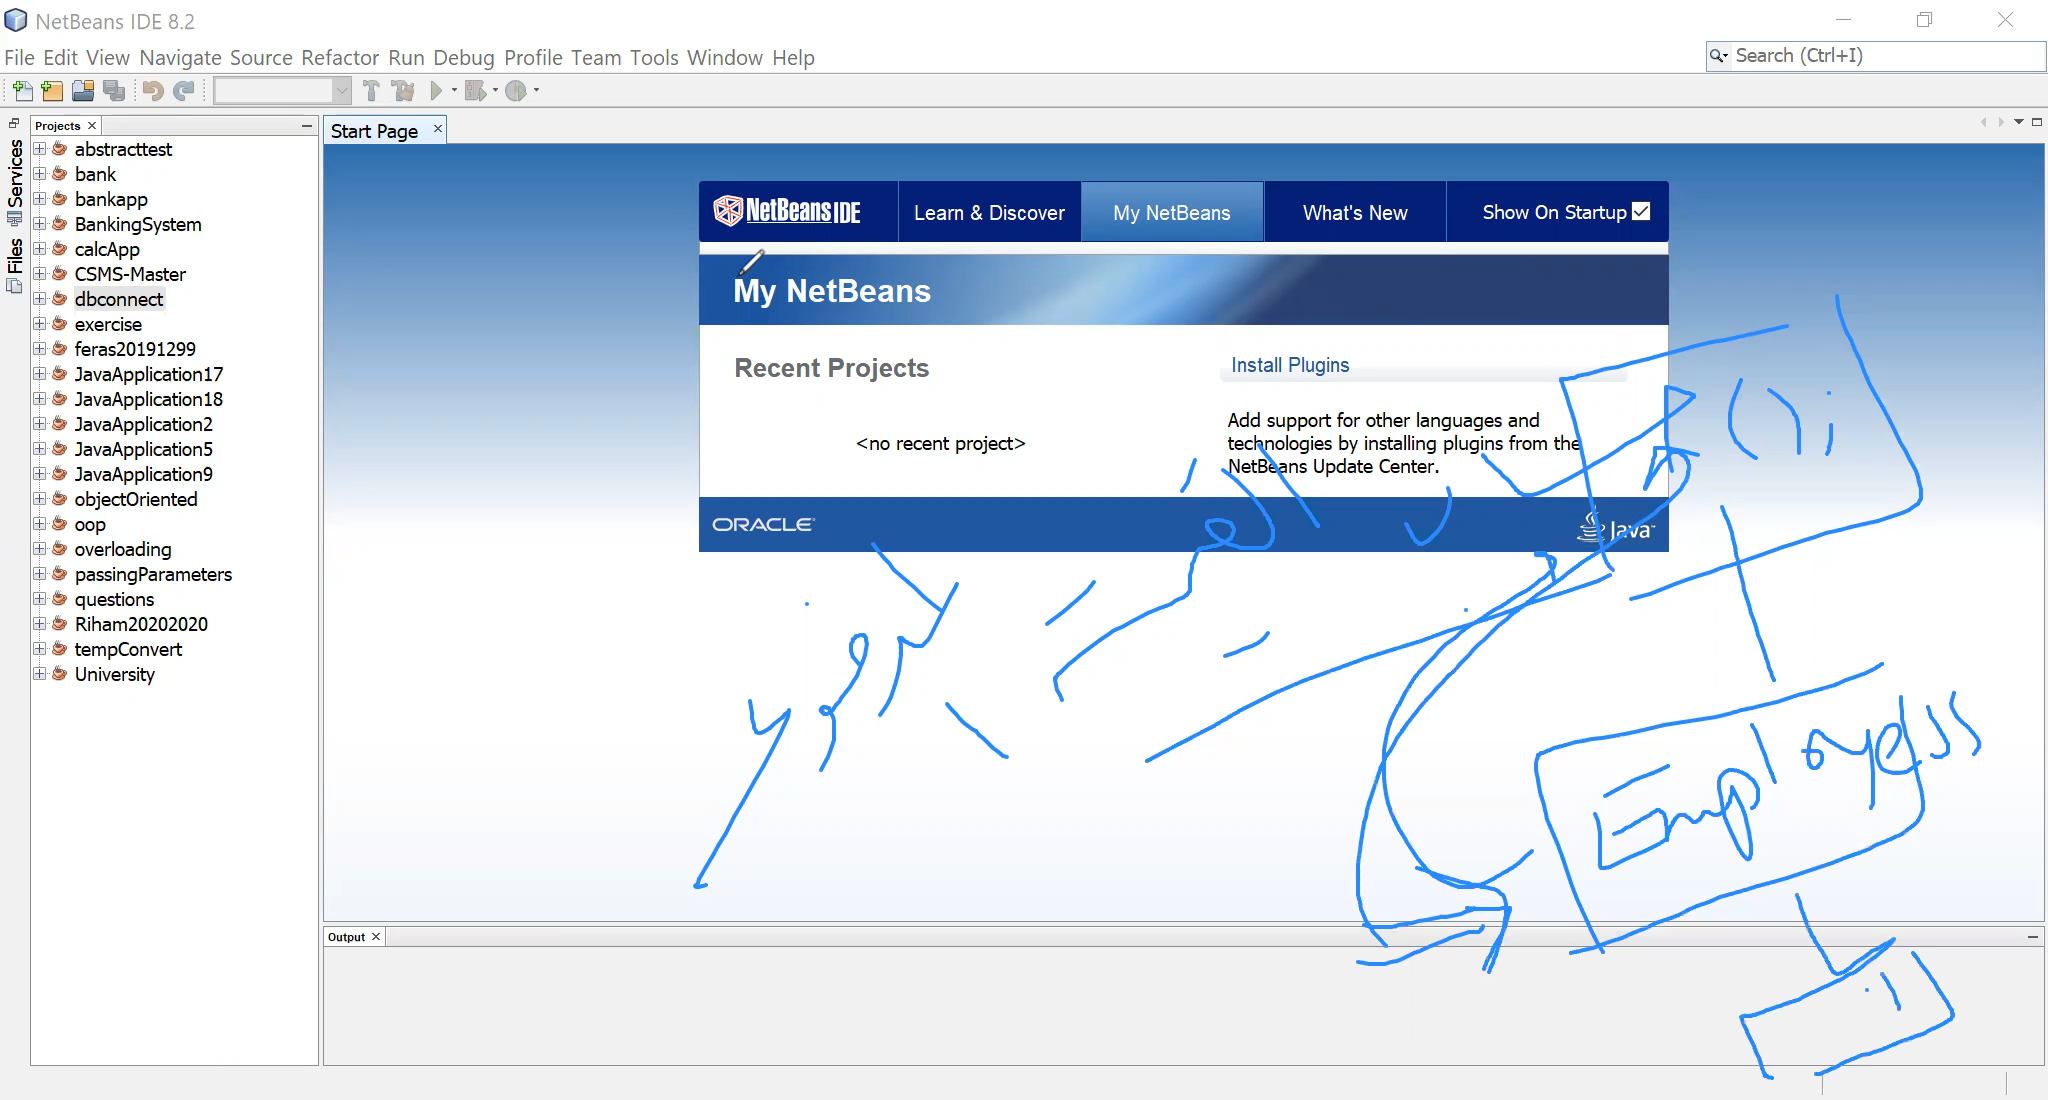 NetBeans IDE 8.2
File Edit View Navigate Source Refactor Run Debug Profile Team Tools Window Help
Search (Ctrl+I)
Services
Files
Projects
abstracttest
bank
bankapp
BankingSystem
calcApp
CSMS-Master
dbconnect
exercise
feras20191299
JavaApplication17
JavaApplication18
JavaApplication2
JavaApplication5
JavaApplication9
objectOriented
oop
overloading
passingParameters
questions
Riham20202020
tempConvert
University
Start Page
NetBeans IDE
Learn & Discover
My NetBeans
What's New
Show On Startup
My NetBeans
Recent Projects
<no recent project>
Install Plugins
Add support for other languages and
technologies by installing plugins from the
NetBeans Update Center.
ORACLE
Java
();
Output